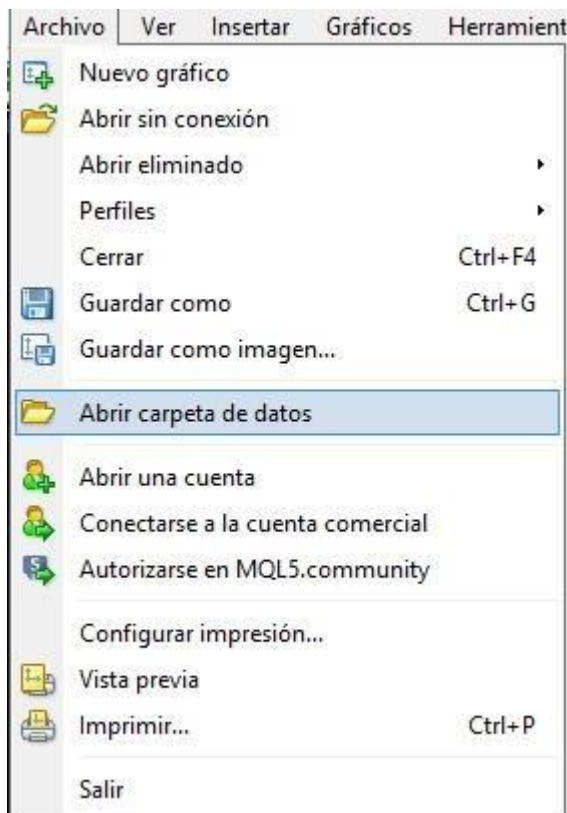 Archivo Ver Insertar Gráficos Herramient
Nuevo gráfico
Abrir sin conexión
Abrir eliminado
Perfiles
Cerrar Ctrl+F4
Guardar como Ctrl+G
Guardar como imagen...
Abrir carpeta de datos
Abrir una cuenta
Conectarse a la cuenta comercial
Autorizarse en MQL5.community
Configurar impresión...
Vista previa
Imprimir... Ctrl+P
Salir